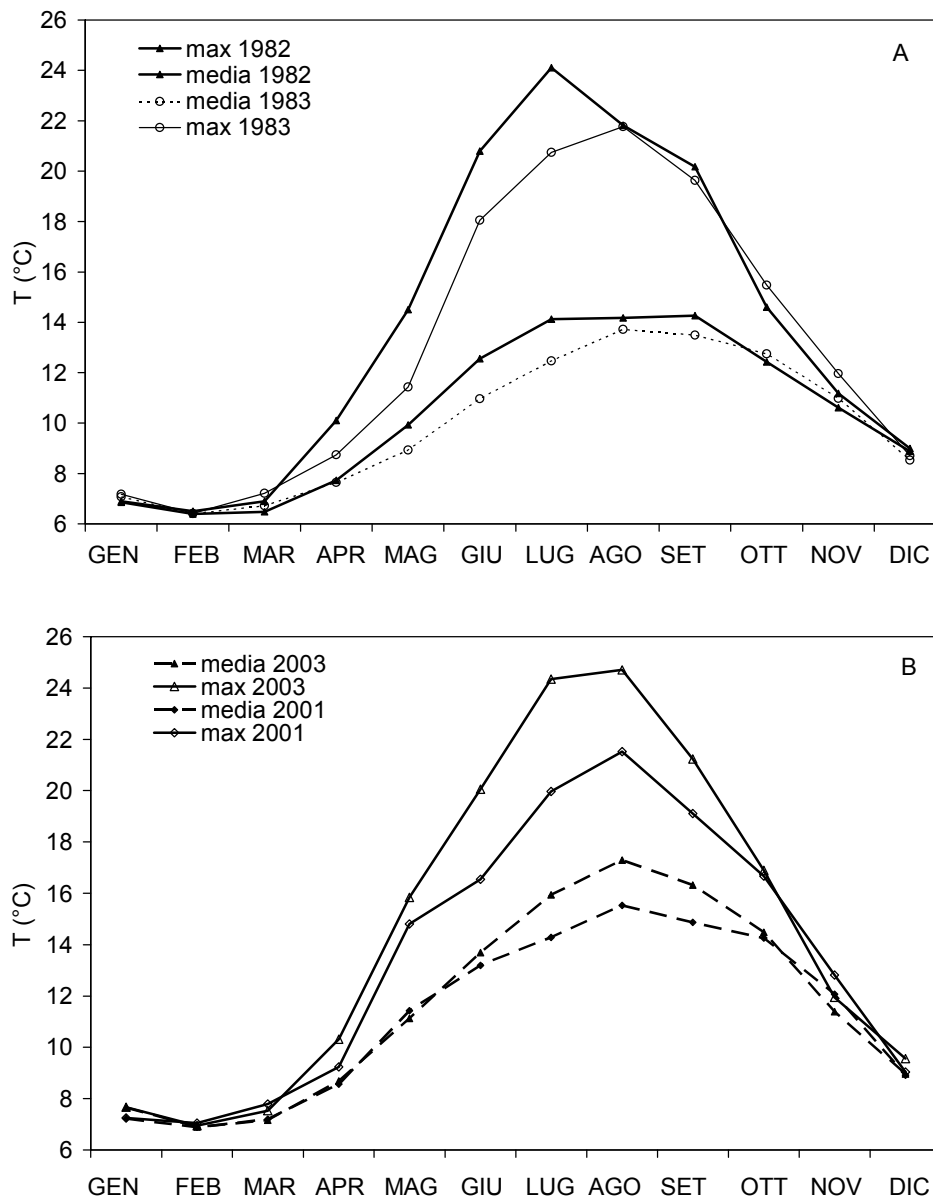 26
24
22
20
18
16
14
12
10
8
6
T (°C)
max 1982
media 1982
media 1983
max 1983
A
GEN FEB MAR APR MAG GIU LUG AGO SET OTT NOV DIC
26
24
22
20
18
16
14
12
10
8
6
T (°C)
media 2003
max 2003
media 2001
max 2001
B
GEN FEB MAR APR MAG GIU LUG AGO SET OTT NOV DIC